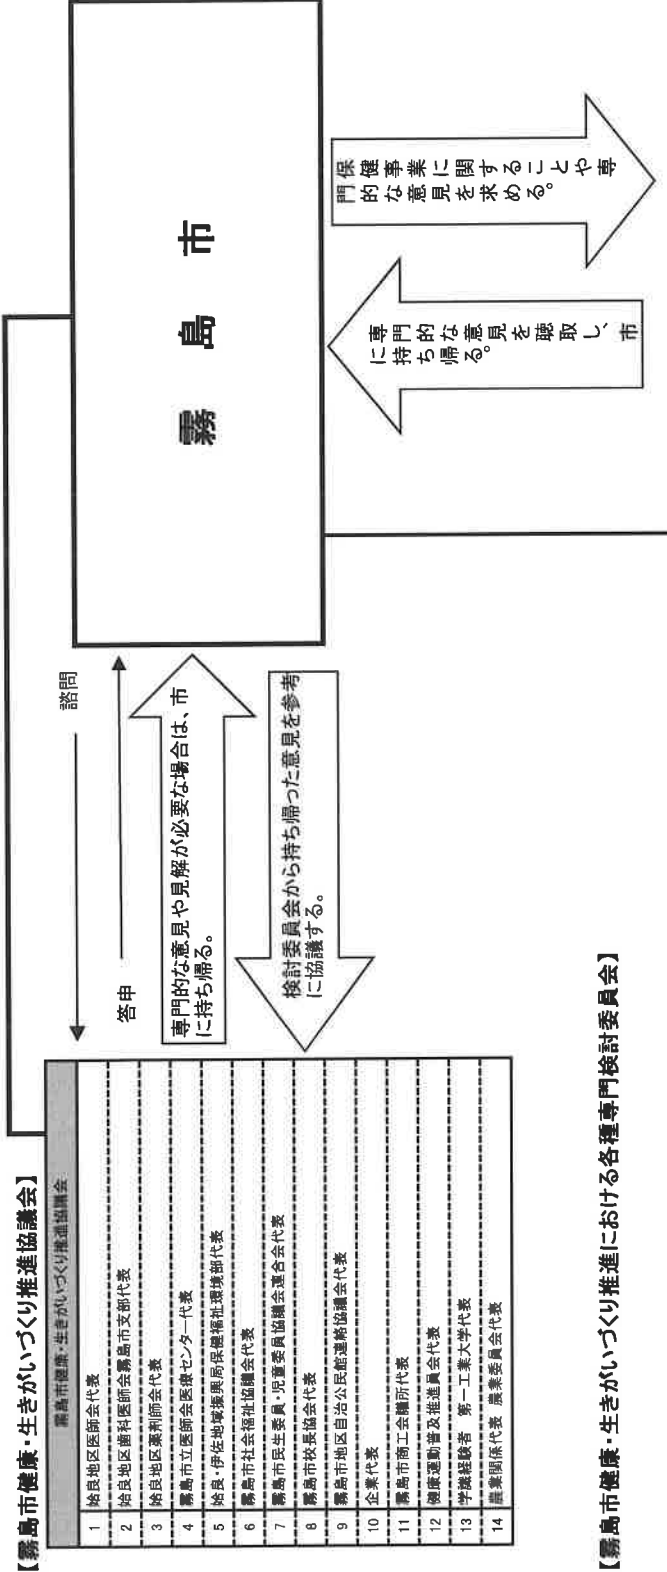 【霧島市健康・生きがいづくり推進協議会】
霧島市健康・生きがいづくり推進協議会
1 姶良地区医師会代表
2 姶良地区歯科医師会霧島市支部代表
3 姶良地区薬剤師会代表
4 霧島市立医師会医療センター代表
5 姶良・伊佐地域振興局保健福祉環境部代表
6 霧島市社会福祉協議会代表
7 霧島市民生委員・児童委員協議会連合会代表
8 霧島市校長協会代表
9 霧島市地区自治公民館連絡協議会代表
10 企業代表
11 霧島市商工会議所代表
12 健康運動普及推進員会代表
13 学識経験者 第一工業大学代表
14 農業関係代表 農業委員会代表
諮問
答申
専門的な意見や見解が必要な場合は、市
に持ち帰る。
検討委員会から持ち帰った意見を参考
に協議する。
霧島市
専門的な意見を聴取し、市
に持ち帰る。
保健事業に関することや専
門的な意見を求める。
【霧島市健康・生きがいづくり推進における各種専門検討委員会】